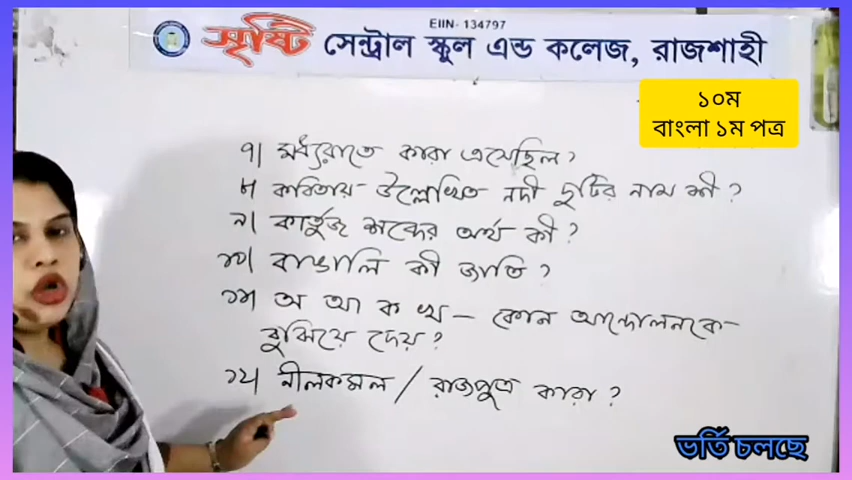 EIIN- 134797
সৃষ্টি সেন্ট্রাল স্কুল এন্ড কলেজ, রাজশাহী
১০ম
বাংলা ১ম পত্র
৭| মধ্যরাতে কারা এসেছিল?
৮| কবিতায় উল্লেখিত নদী দুটির নাম কী?
৯| কার্তুজ শব্দের অর্থ কী?
১০| বাঙালি কী জাতি?
১১| অ আ ক খ – কোন আন্দোলনকে
বুঝিয়ে দেয়?
১২| নীলকমল / রাজপুত্র কারা?
ভর্তি চলছে